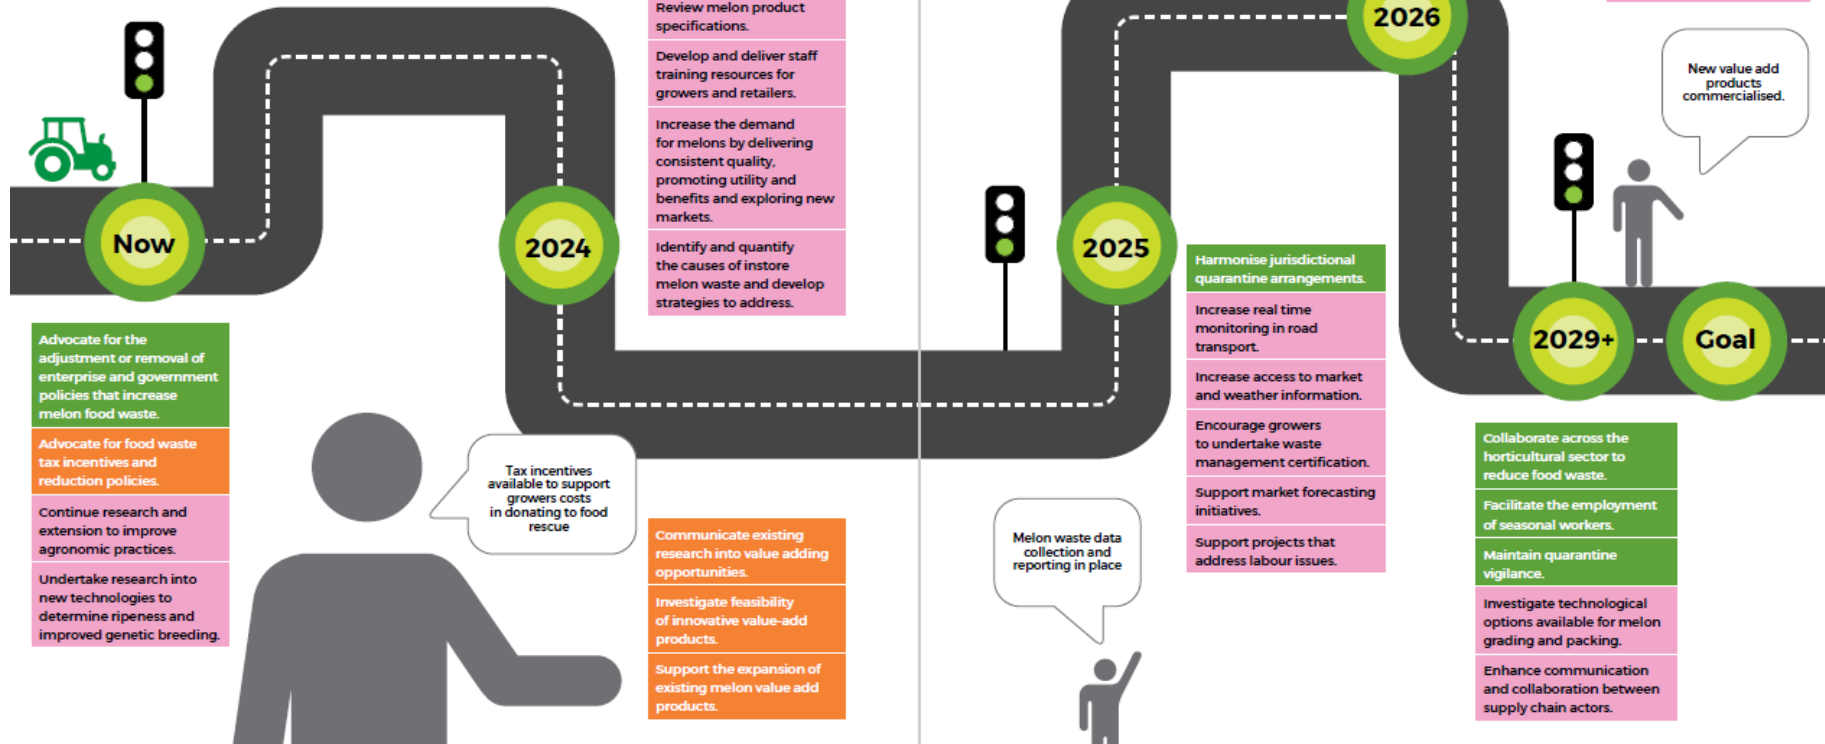 Now
Advocate for the
adjustment or removal of
enterprise and government
policies that increase
melon food waste.
Advocate for food waste
tax incentives and
reduction policies.
Continue research and
extension to improve
agronomic practices.
Undertake research into
new technologies to
determine ripeness and
improved genetic breeding.
Tax incentives
available to support
growers costs
in donating to food
rescue
2024
Review melon product
specifications.
Develop and deliver staff
training resources for
growers and retailers.
Increase the demand
for melons by delivering
consistent quality,
promoting utility and
benefits and exploring new
markets.
Identify and quantify
the causes of instore
melon waste and develop
strategies to address.
Communicate existing
research into value adding
opportunities.
Investigate feasibility
of innovative value-add
products.
Support the expansion of
existing melon value add
products.
Melon waste data
collection and
reporting in place
2025
Harmonise jurisdictional
quarantine arrangements.
Increase real time
monitoring in road
transport.
Increase access to market
and weather information.
Encourage growers
to undertake waste
management certification.
Support market forecasting
initiatives.
Support projects that
address labour issues.
2026
New value add
products
commercialised.
2029+
Goal
Collaborate across the
horticultural sector to
reduce food waste.
Facilitate the employment
of seasonal workers.
Maintain quarantine
vigilance.
Investigate technological
options available for melon
grading and packing.
Enhance communication
and collaboration between
supply chain actors.